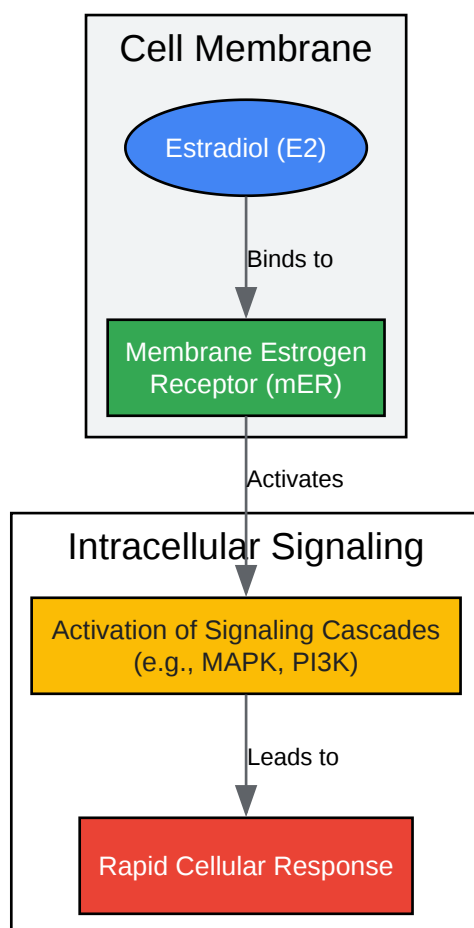 Cell Membrane
Estradiol (E2)
Binds to
Membrane Estrogen
Receptor (mER)
Activates
Intracellular Signaling
Activation of Signaling Cascades
(e.g., MAPK, PI3K)
Leads to
Rapid Cellular Response